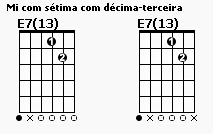 Mi com sétima com décima-terceira
E7(13) E7(13)
1 1
2 2